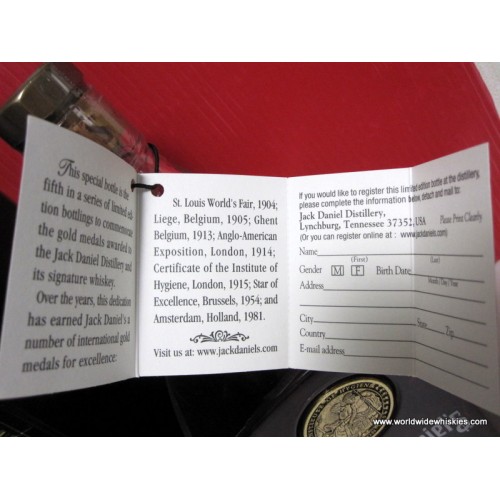 This special bottle is the
fifth in a series of limited edi-
tion bottlings to commemorate
the gold medals awarded to
the Jack Daniel Distillery and
its signature whiskey.
Over the years, this dedication
has earned Jack Daniel's a
number of international gold
medals for excellence.
St. Louis World's Fair, 1904;
Liege, Belgium, 1905; Ghent
Belgium, 1913; Anglo-American
Exposition, London, 1914;
Certificate of the Institute of
Hygiene, London, 1915; Star of
Excellence, Brussels, 1954; and
Amsterdam, Holland, 1981.
Visit us at: www.jackdaniels.com
If you would like to register this limited edition bottle at the distillery,
please complete the information below, detach and mail to:
Jack Daniel Distillery,
Lynchburg, Tennessee 37352, USA
Please Print Clearly.
(Or you can register online at : www.jackdaniels.com)
Name
(First) (Last)
Gender M F Birth Date
Month / Day / Year
Address
City State Zip
Country
E-mail address
www.worldwidewhiskies.com